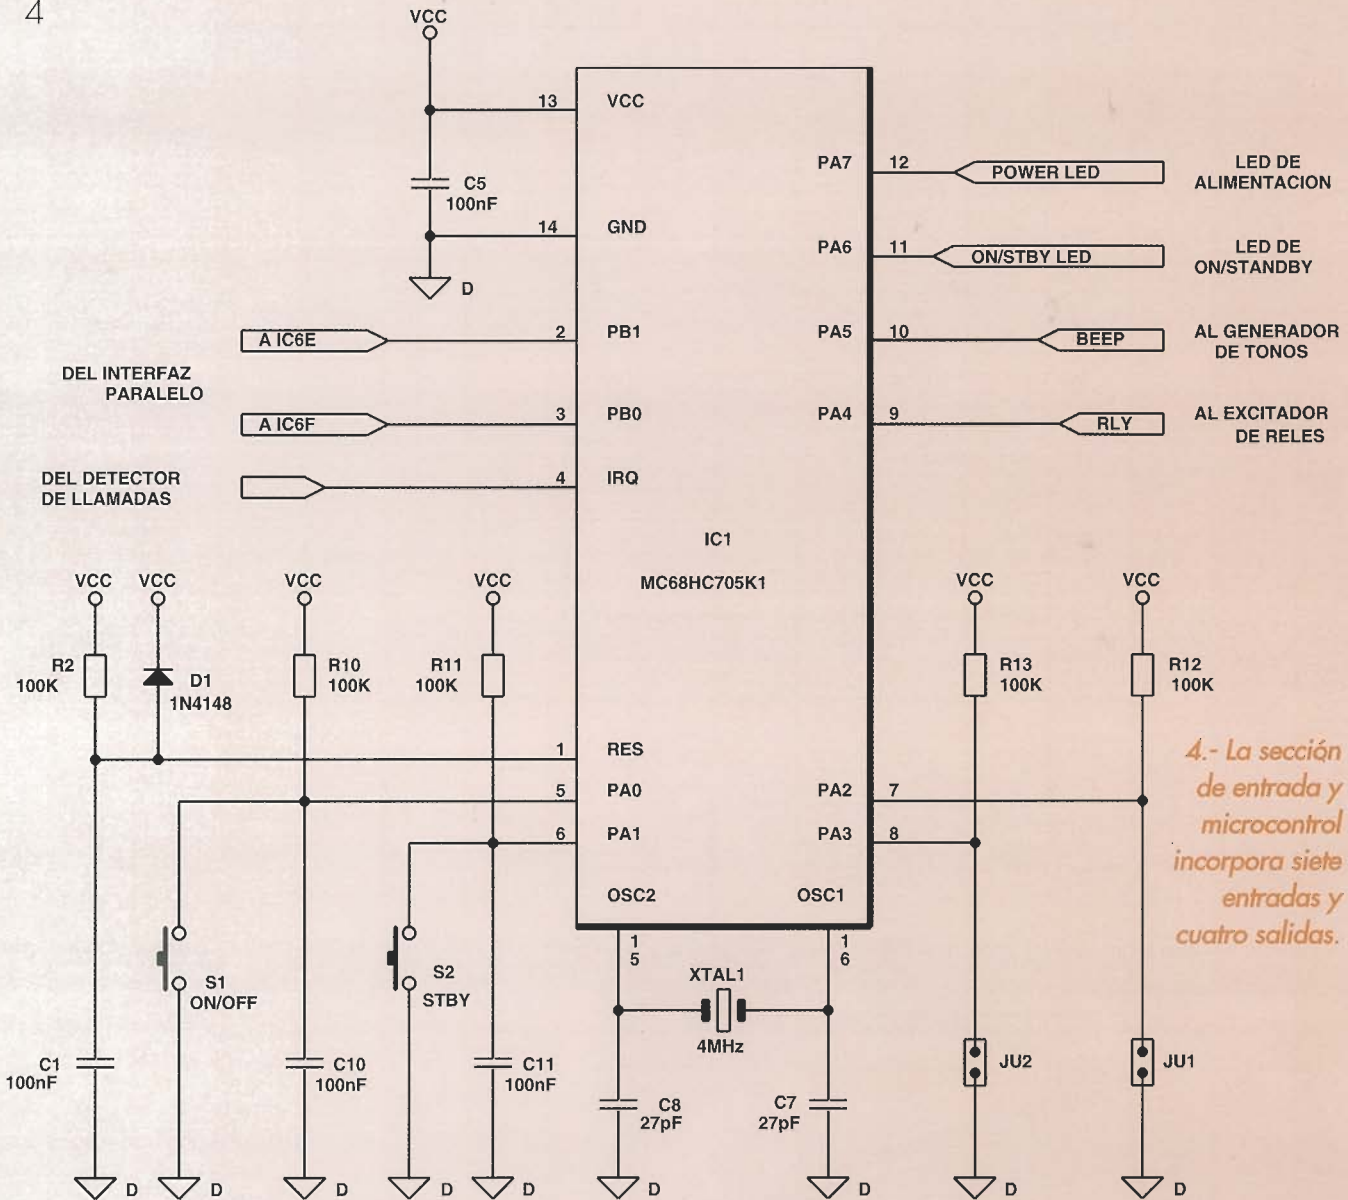 4
VCC
13
VCC
C5
100nF
14
GND
D
PA7
12
POWER LED
LED DE
ALIMENTACION
PA6
11
ON/STBY LED
LED DE
ON/STANDBY
A IC6E
2
PB1
PA5
10
BEEP
AL GENERADOR
DE TONOS
DEL INTERFAZ
PARALELO
A IC6F
3
PB0
PA4
9
RLY
AL EXCITADOR
DE RELES
DEL DETECTOR
DE LLAMADAS
4
IRQ
IC1
MC68HC705K1
VCC
VCC
VCC
VCC
VCC
VCC
R2
100K
D1
1N4148
R10
100K
R11
100K
R13
100K
R12
100K
1
RES
5
PA0
6
PA1
PA2
7
PA3
8
OSC2
OSC1
1
5
1
6
S1
ON/OFF
S2
STBY
XTAL1
4MHz
C1
100nF
C10
100nF
C11
100nF
C8
27pF
C7
27pF
JU2
JU1
D
D
D
D
D
D
D
D
D
4.- La sección
de entrada y
microcontrol
incorpora siete
entradas y
cuatro salidas.